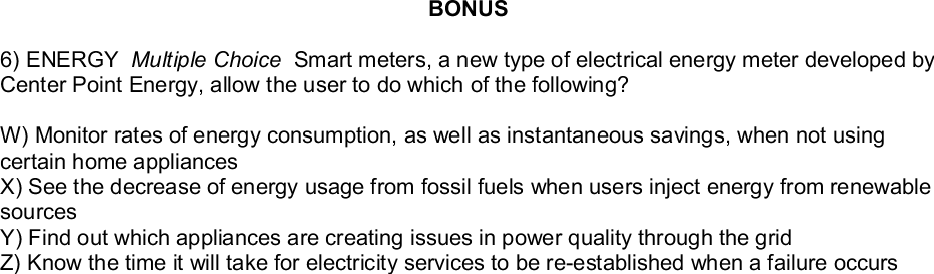 BONUS
6) ENERGY Multiple Choice Smart meters, a new type of electrical energy meter developed by
Center Point Energy, allow the user to do which of the following?
W) Monitor rates of energy consumption, as well as instantaneous savings, when not using
certain home appliances
X) See the decrease of energy usage from fossil fuels when users inject energy from renewable
sources
Y) Find out which appliances are creating issues in power quality through the grid
Z) Know the time it will take for electricity services to be re-established when a failure occurs